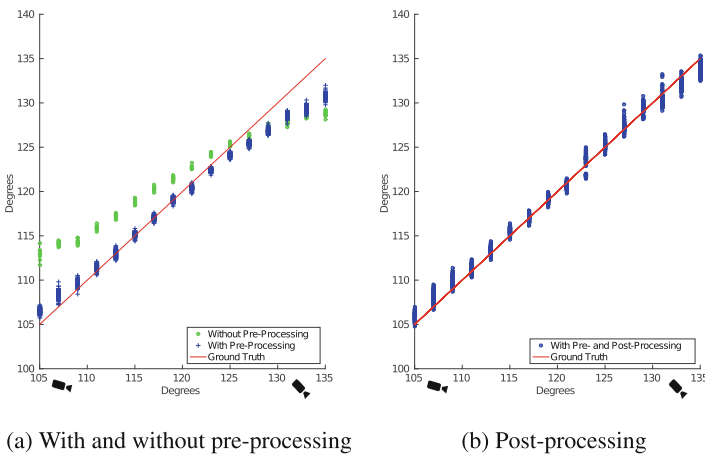 140
135
130
125
120
115
110
105
100
Degrees
Without Pre-Processing
With Pre-Processing
Ground Truth
105 110 115 120 125 130 135
Degrees
(a) With and without pre-processing
140
135
130
125
120
115
110
105
100
Degrees
With Pre- and Post-Processing
Ground Truth
105 110 115 120 125 130 135
Degrees
(b) Post-processing